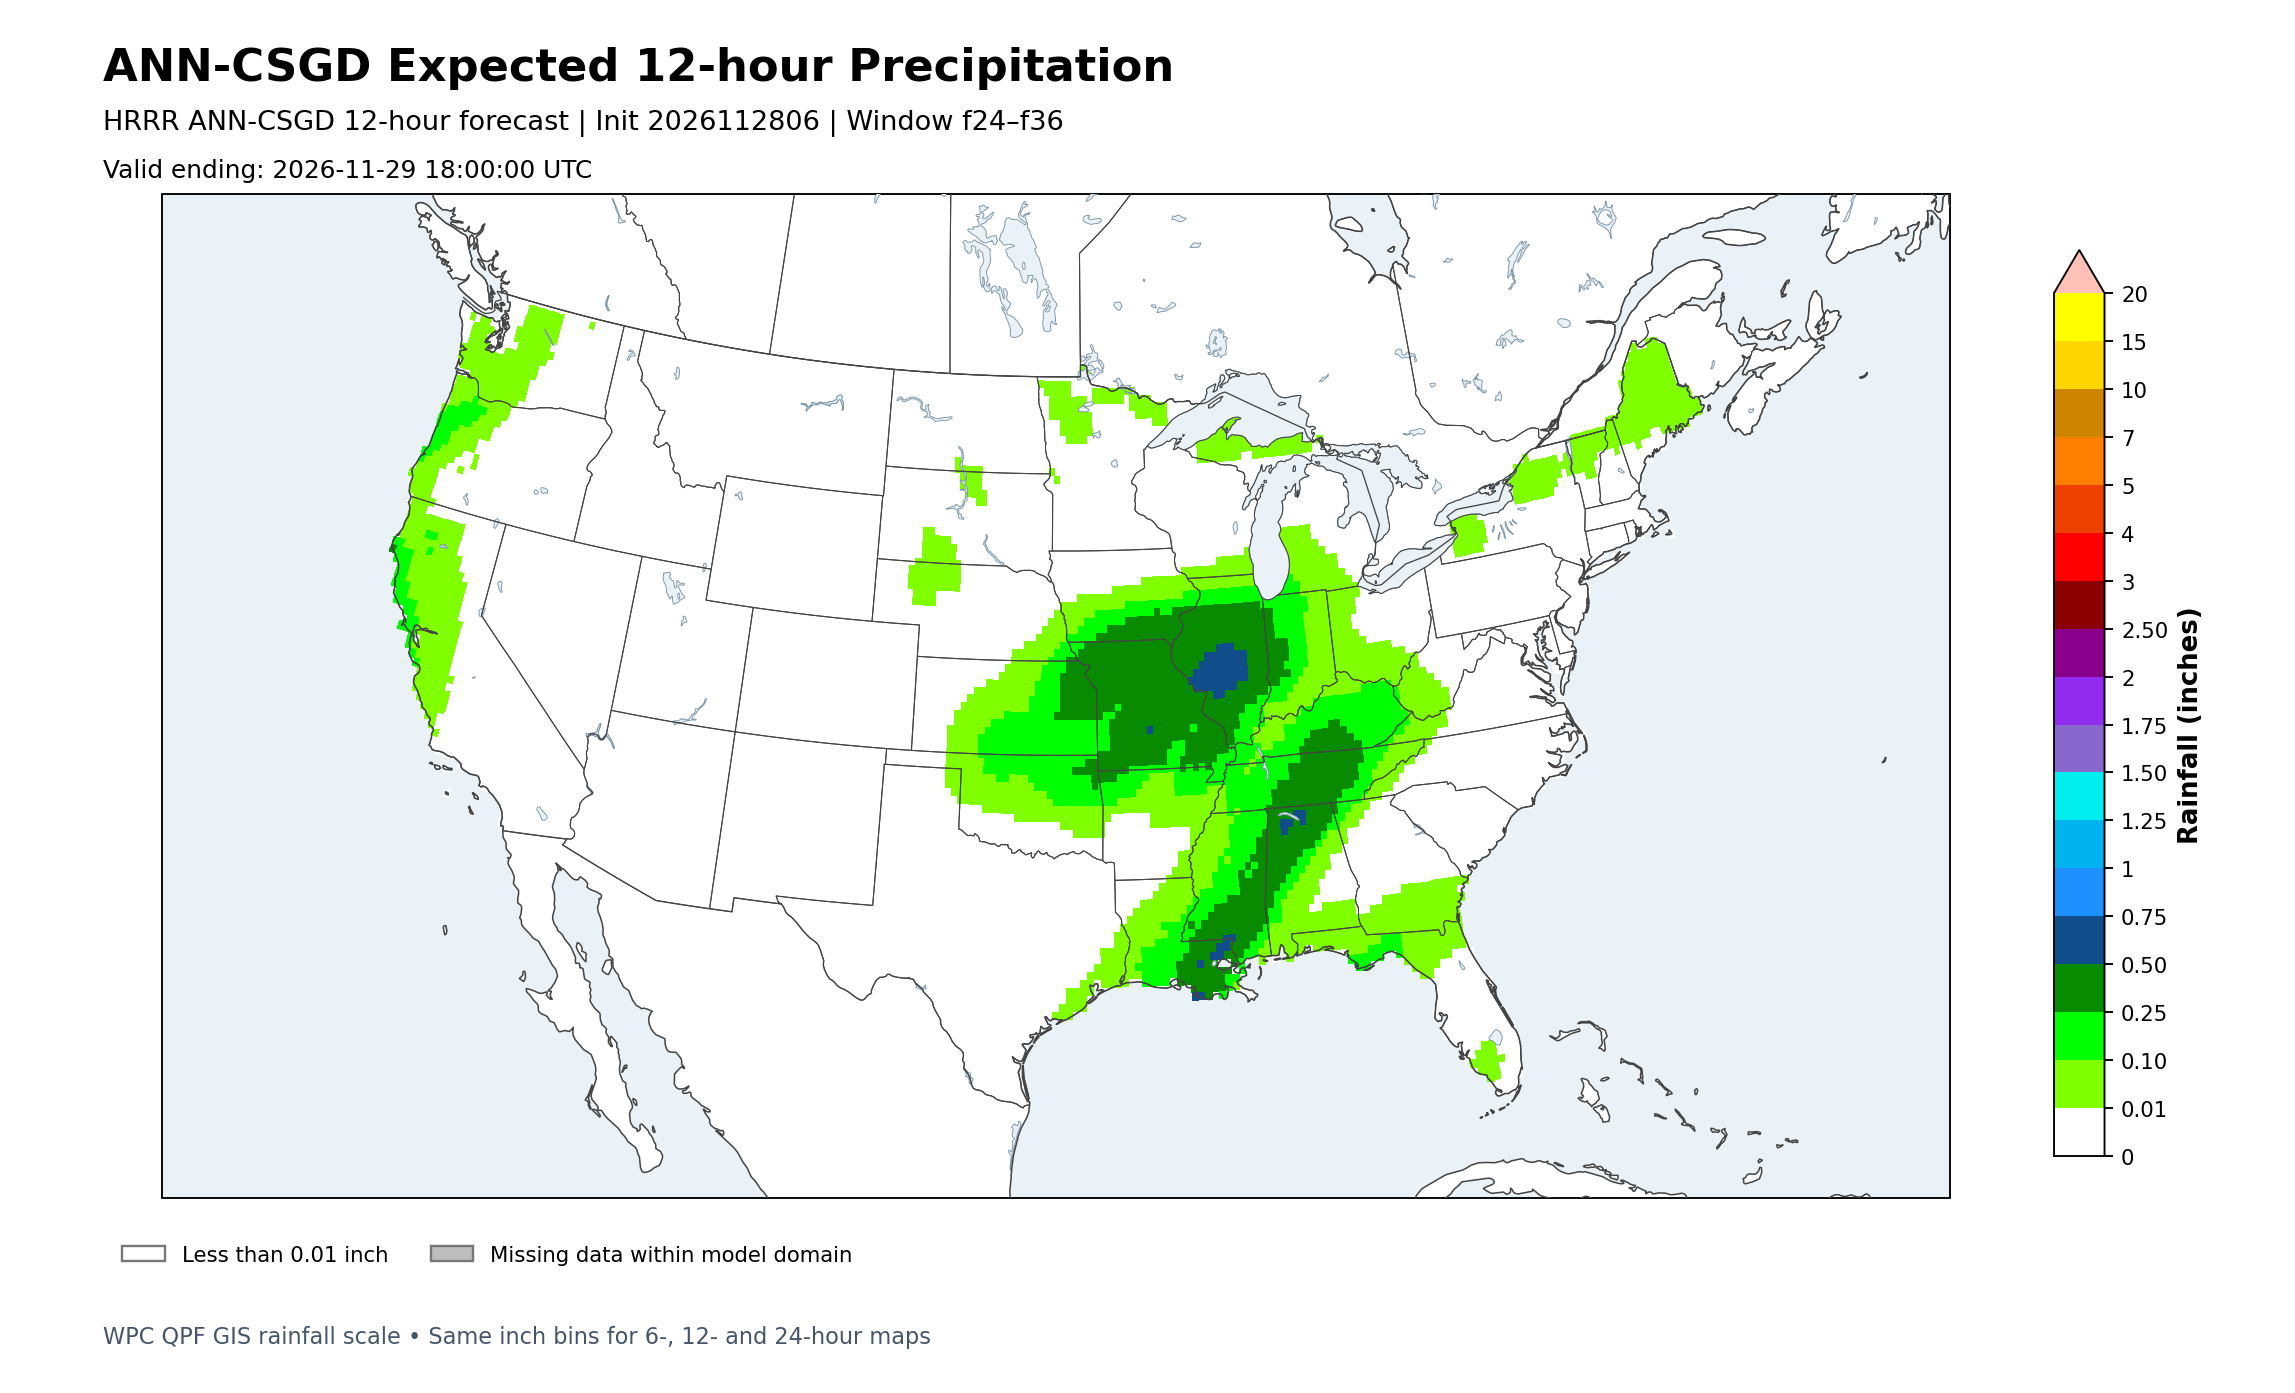 ANN-CSGD Expected 12-hour Precipitation
HRRR ANN-CSGD 12-hour forecast | Init 2026112806 | Window f24–f36
Valid ending: 2026-11-29 18:00:00 UTC
20
15
10
7
5
4
3
2.50
2
1.75
1.50
1.25
1
0.75
0.50
0.25
0.10
0.01
0
Rainfall (inches)
Less than 0.01 inch
Missing data within model domain
WPC QPF GIS rainfall scale • Same inch bins for 6-, 12- and 24-hour maps